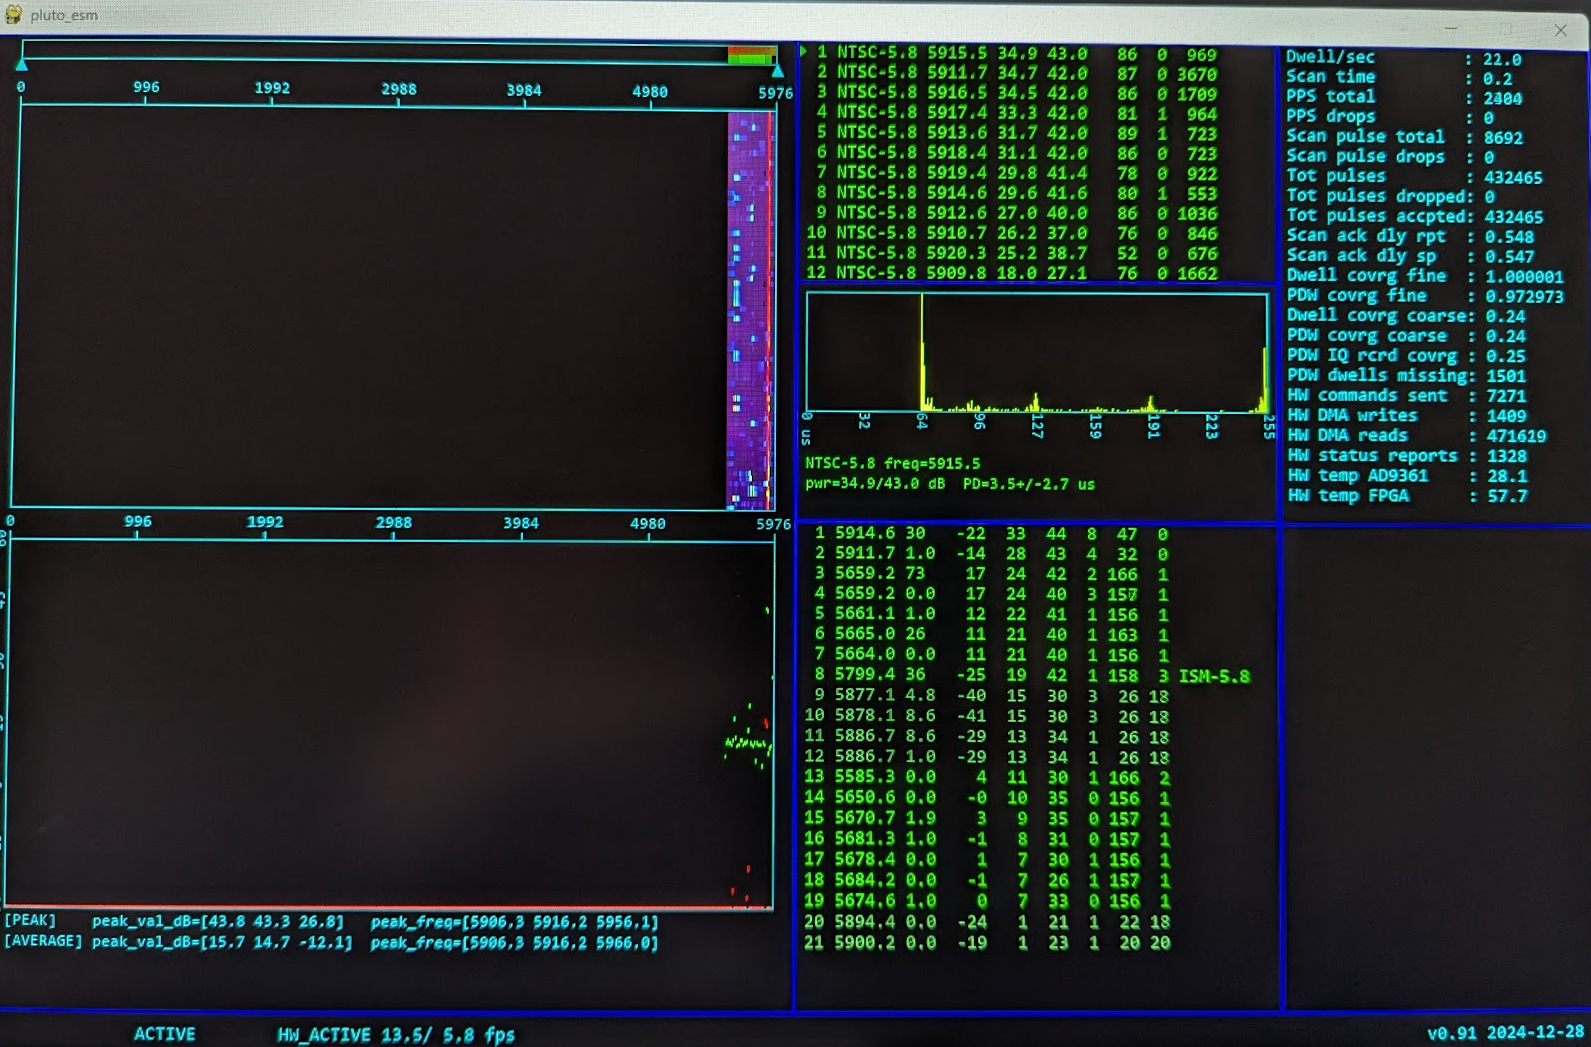 pluto_esm
0 996 1992 2988 3984 4980 5976
0 996 1992 2988 3984 4980 5976
[PEAK] peak_val_dB=[43.8 43.3 26.8] peak_freq=[5906.3 5916.2 5956.1]
[AVERAGE] peak_val_dB=[15.7 14.7 -12.1] peak_freq=[5906.3 5916.2 5966.0]
1 NTSC-5.8 5915.5 34.9 43.0 86 0 969
2 NTSC-5.8 5911.7 34.7 42.0 87 0 3670
3 NTSC-5.8 5916.5 34.5 42.0 86 0 1709
4 NTSC-5.8 5917.4 33.3 42.0 81 1 964
5 NTSC-5.8 5913.6 31.7 42.0 89 1 723
6 NTSC-5.8 5918.4 31.1 42.0 86 0 723
7 NTSC-5.8 5919.4 29.8 41.4 78 0 922
8 NTSC-5.8 5914.6 29.6 41.6 80 1 553
9 NTSC-5.8 5912.6 27.0 40.0 86 0 1036
10 NTSC-5.8 5910.7 26.2 37.0 76 0 846
11 NTSC-5.8 5920.3 25.2 38.7 52 0 676
12 NTSC-5.8 5909.8 18.0 27.1 76 0 1662
0 us 32 64 96 127 159 191 223 255
NTSC-5.8 freq=5915.5
pwr=34.9/43.0 dB PD=3.5+/-2.7 us
1 5914.6 30 -22 33 44 8 47 0
2 5911.7 1.0 -14 28 43 4 32 0
3 5659.2 73 17 24 42 2 166 1
4 5659.2 0.0 17 24 40 3 157 1
5 5661.1 1.0 12 22 41 1 156 1
6 5665.0 26 11 21 40 1 163 1
7 5664.0 0.0 11 21 40 1 156 1
8 5799.4 36 -25 19 42 1 158 3 ISM-5.8
9 5877.1 4.8 -40 15 30 3 26 18
10 5878.1 8.6 -41 15 30 3 26 18
11 5886.7 8.6 -29 13 34 1 26 18
12 5886.7 1.0 -29 13 34 1 26 18
13 5585.3 0.0 4 11 30 1 166 2
14 5650.6 0.0 -0 10 35 0 156 1
15 5670.7 1.9 3 9 35 0 157 1
16 5681.3 1.0 -1 8 31 0 157 1
17 5678.4 0.0 1 7 30 1 156 1
18 5684.2 0.0 -1 7 26 1 157 1
19 5674.6 1.0 0 7 33 0 156 1
20 5894.4 0.0 -24 1 21 1 22 18
21 5900.2 0.0 -19 1 23 1 20 20
Dwell/sec : 22.0
Scan time : 0.2
PPS total : 2404
PPS drops : 0
Scan pulse total : 8692
Scan pulse drops : 0
Tot pulses : 432465
Tot pulses dropped: 0
Tot pulses accpted: 432465
Scan ack dly rpt : 0.548
Scan ack dly sp : 0.547
Dwell covrg fine : 1.000001
PDW covrg fine : 0.972973
Dwell covrg coarse: 0.24
PDW covrg coarse : 0.24
PDW IQ rcrd covrg : 0.25
PDW dwells missing: 1501
HW commands sent : 7271
HW DMA writes : 1409
HW DMA reads : 471619
HW status reports : 1328
HW temp AD9361 : 28.1
HW temp FPGA : 57.7
ACTIVE HW_ACTIVE 13.5/ 5.8 fps
v0.91 2024-12-28